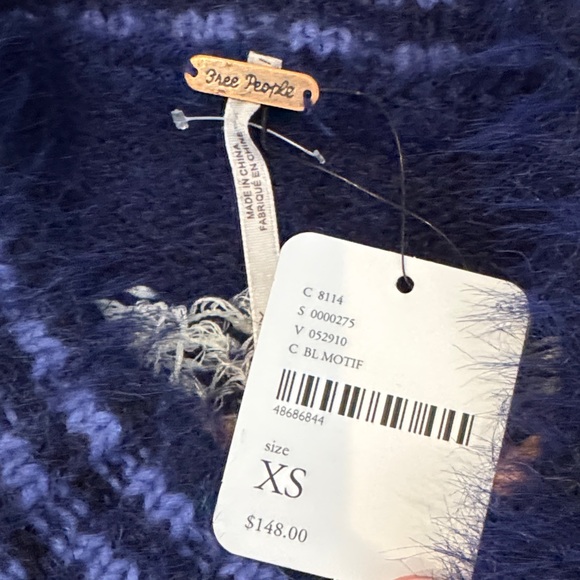 Free People
MADE IN CHINA
FABRIQUÉ EN CHINE
C 8114
S 0000275
V 052910
C BL MOTIF
48686844
size
XS
$148.00